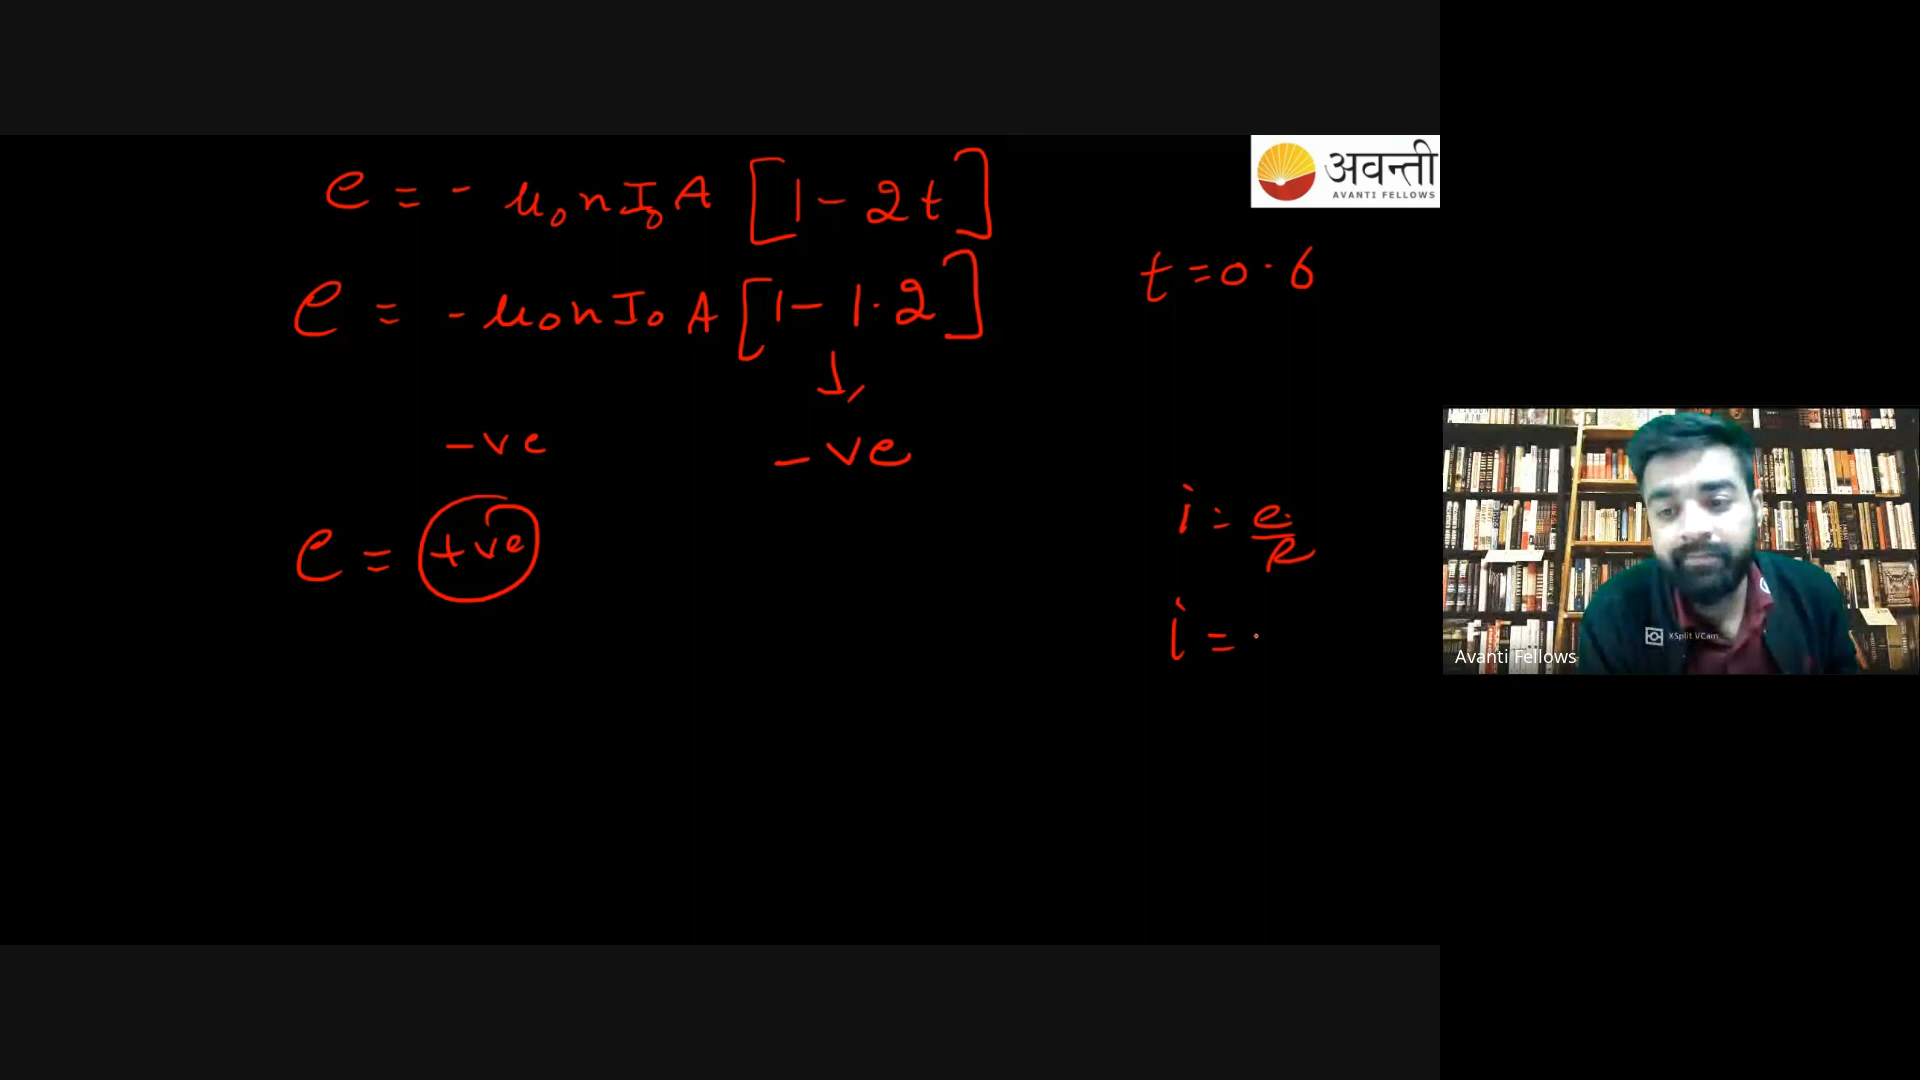 e = - μ₀nI₀A [1 - 2t]
अवन्ती
AVANTI FELLOWS
t = 0.6
e = - μ₀nI₀A [1 - 1.2]
↓
-ve -ve
e = +ve
i = e/R
i = 
XSplit VCam
Avanti Fellows